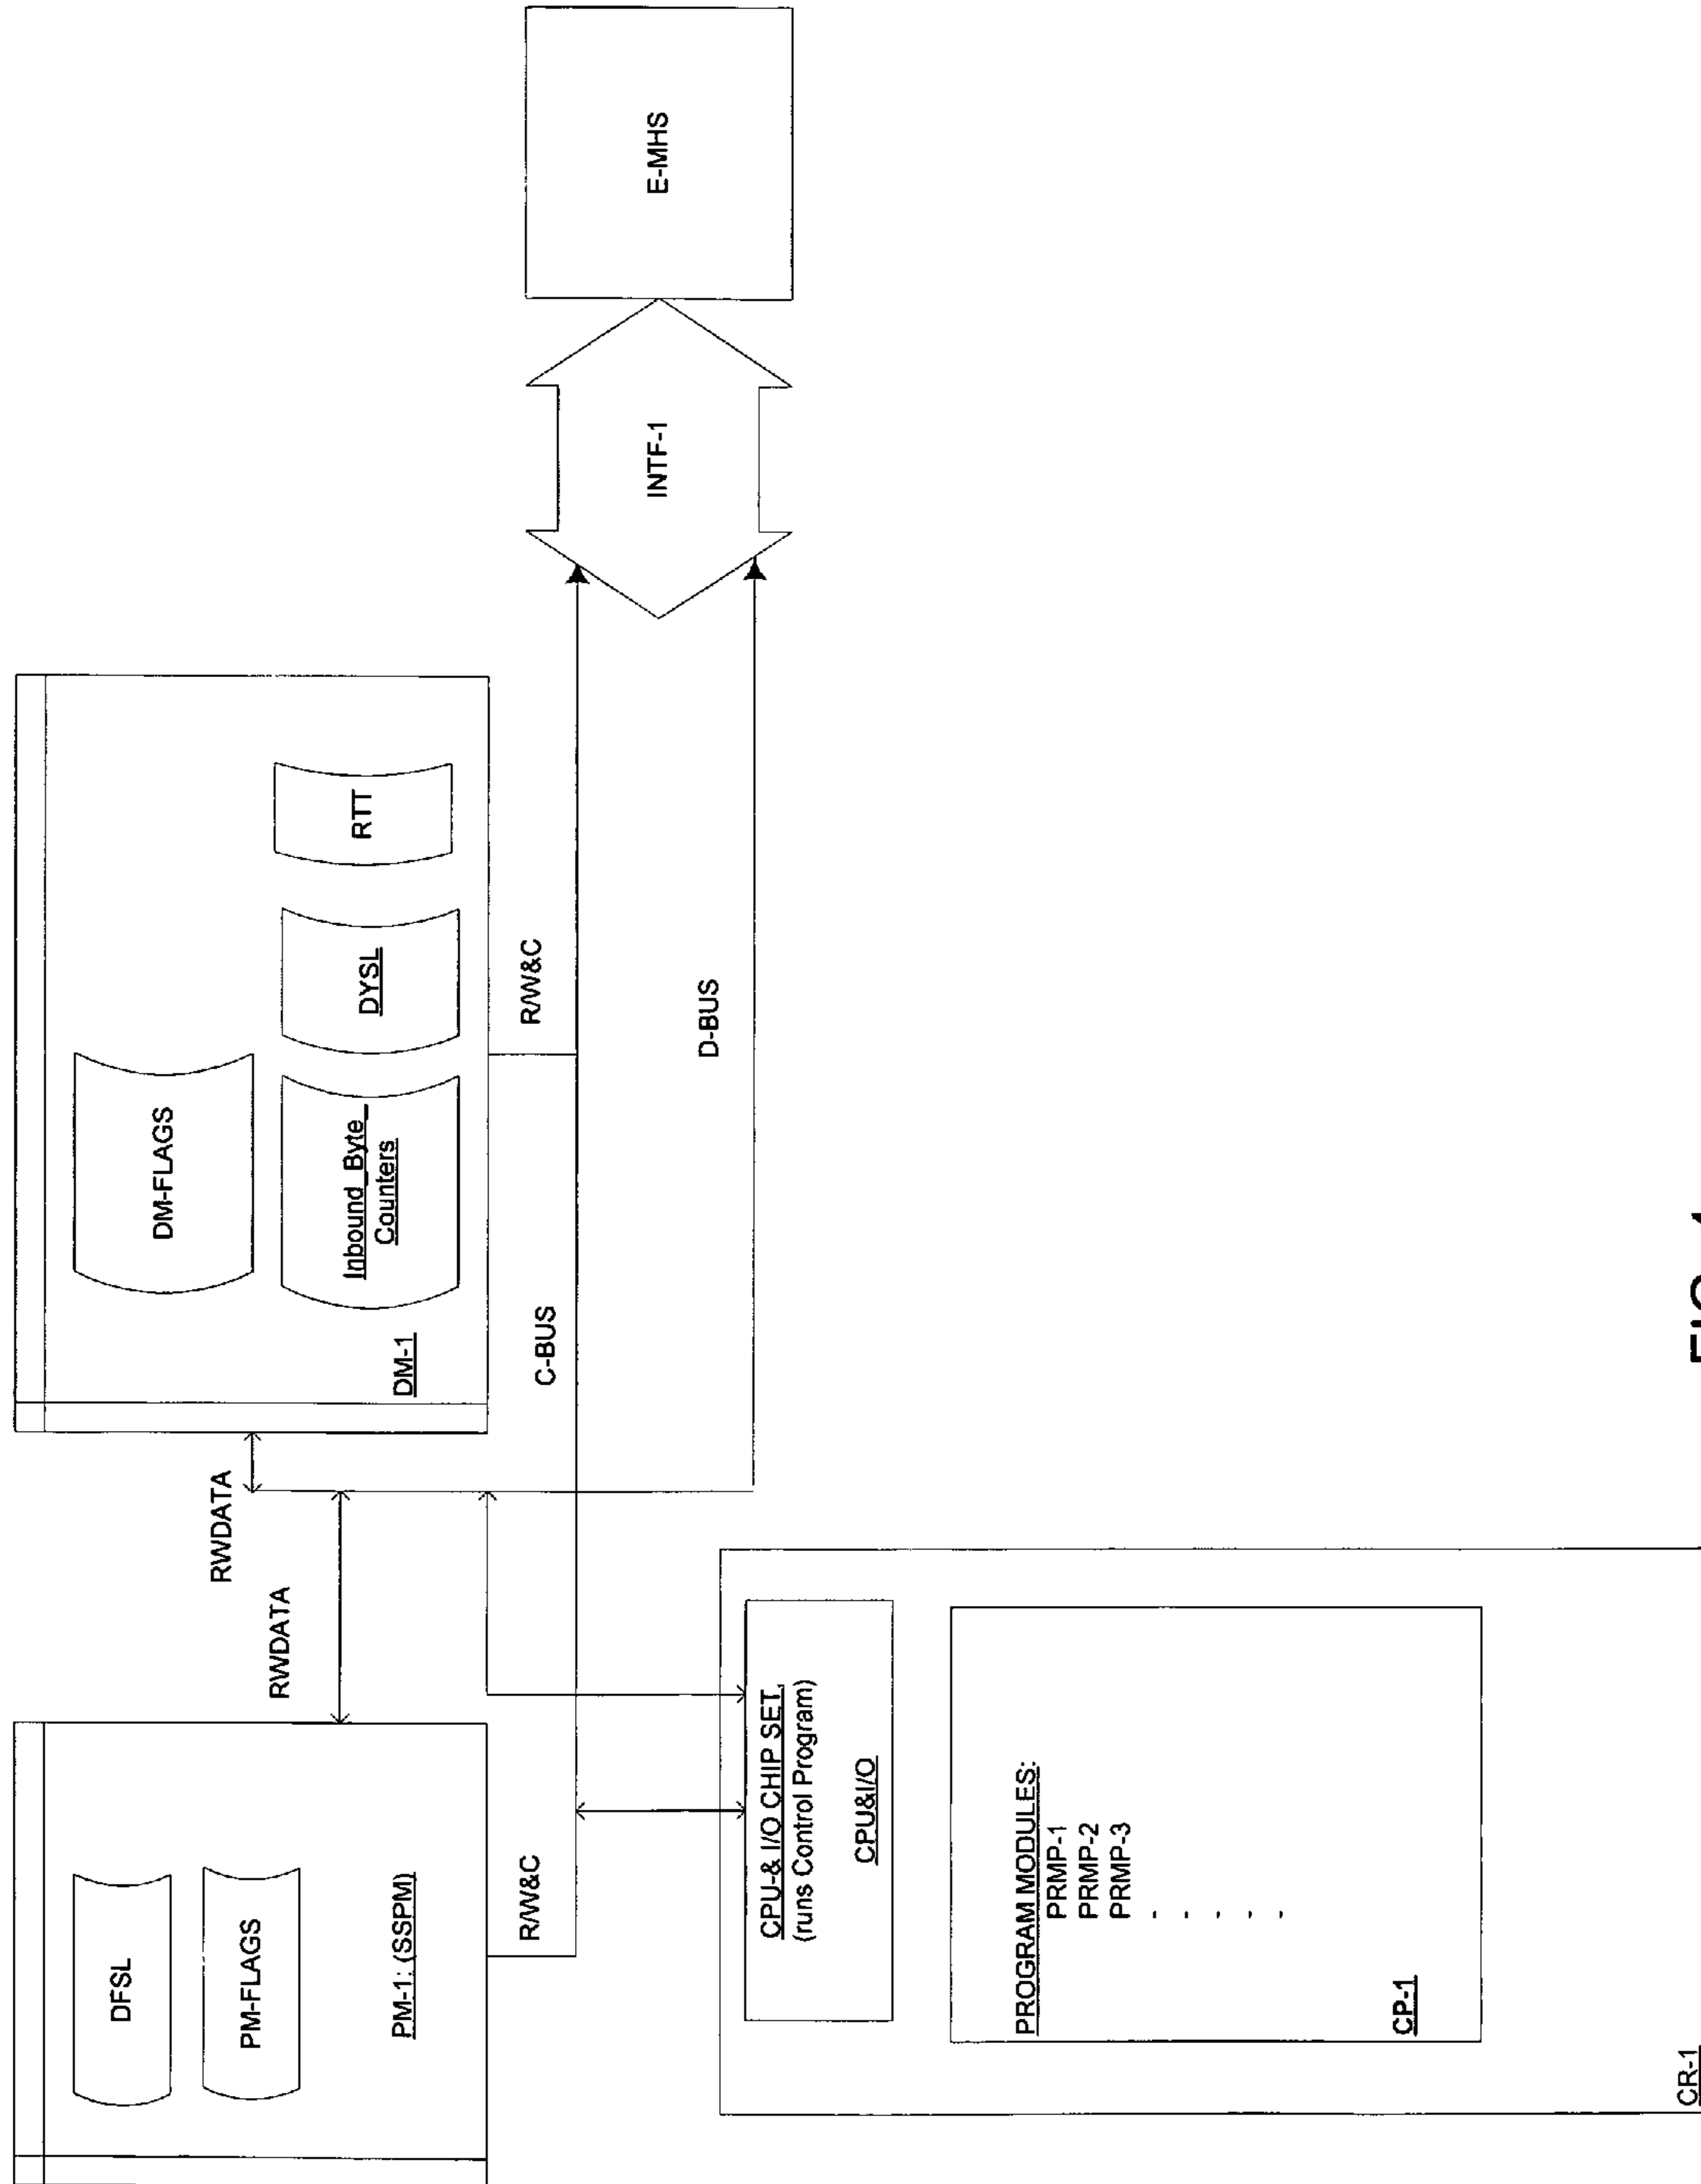 DFSL
PM-FLAGS
PM-1: (SSPM)
R/W&C
RWDATA
RWDATA
DM-FLAGS
Inbound_Byte_
Counters
DYSL
RTT
DM-1
R/W&C
C-BUS
D-BUS
INTF-1
E-MHS
CPU-& I/O CHIP SET
(runs Control Program)
CPU&I/O
PROGRAM MODULES:
PRMP-1
PRMP-2
PRMP-3
.
.
.
.
.
CP-1
CR-1